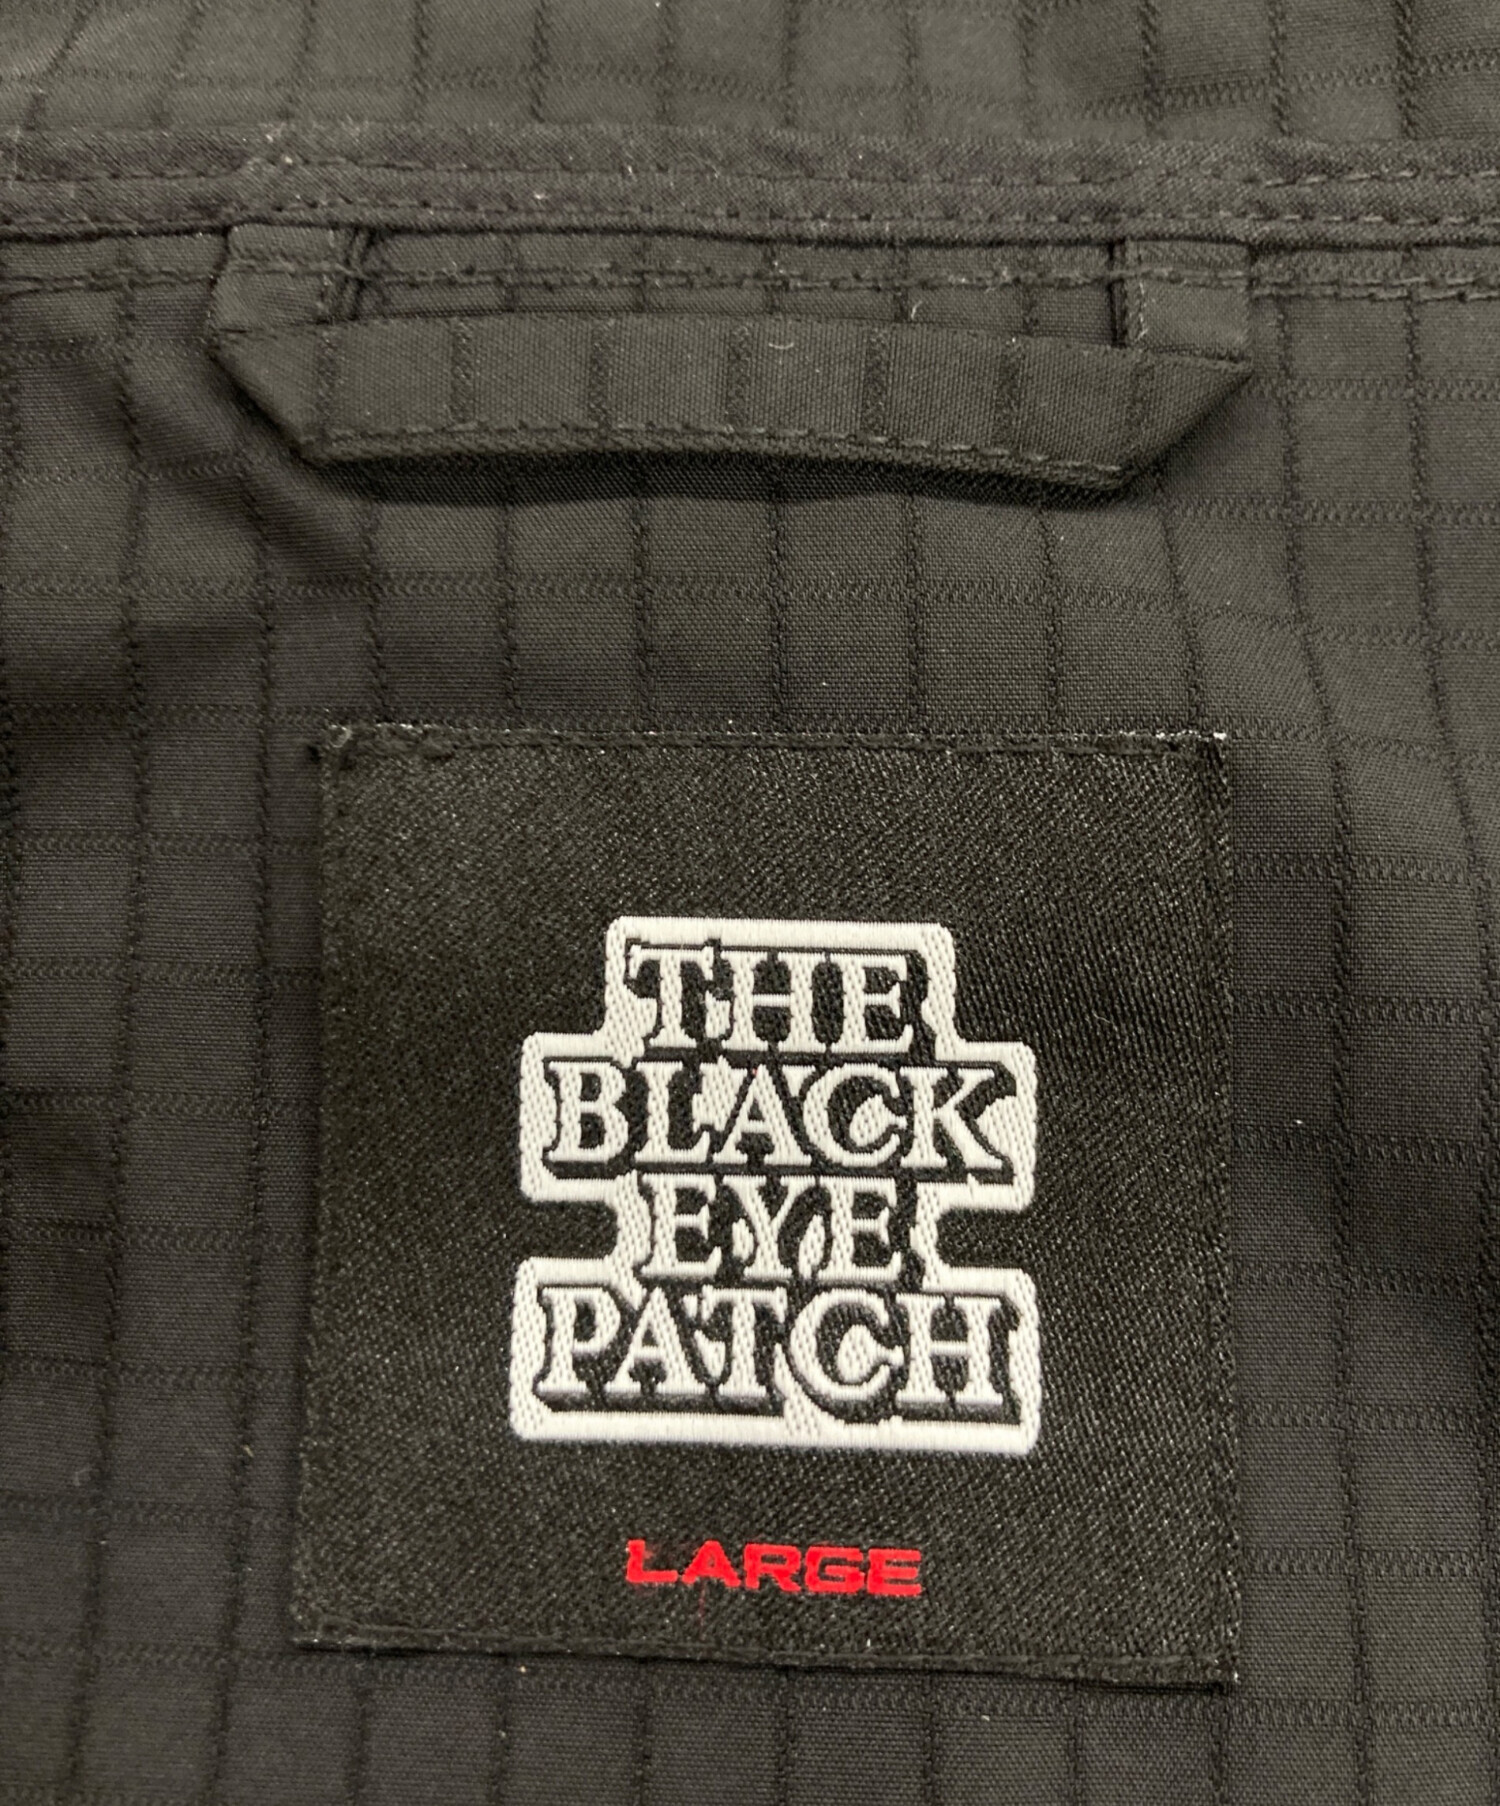 THE
BLACK
EYE
PATCH
LARGE